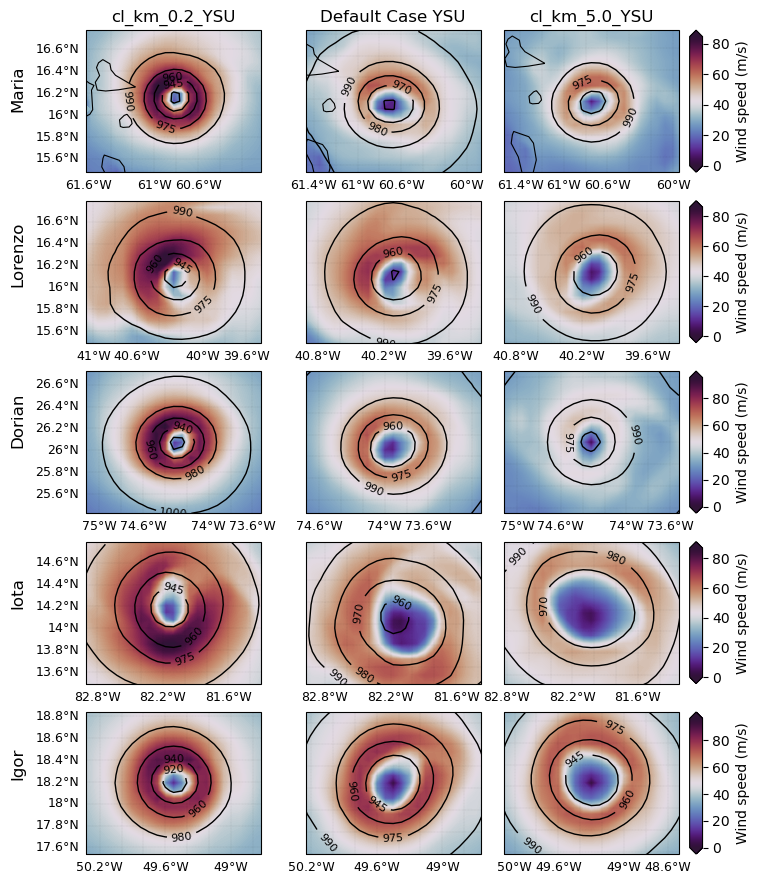 cl_km_0.2_YSU Default Case YSU cl_km_5.0_YSU
Maria
16.6°N
16.4°N
16.2°N
16°N
15.8°N
15.6°N
960
945
990
975
990
970
980
975
990
80
60
40
20
0
Wind speed (m/s)
61.6°W 61°W 60.6°W 61.4°W 61°W 60.6°W 60°W 61.4°W 61°W 60.6°W 60°W
Lorenzo
16.6°N
16.4°N
16.2°N
16°N
15.8°N
15.6°N
990
960
945
975
960
975
990
960
975
990
80
60
40
20
0
Wind speed (m/s)
41°W 40.6°W 40°W 39.6°W 40.8°W 40.2°W 39.6°W 40.8°W 40.2°W 39.6°W
Dorian
26.6°N
26.4°N
26.2°N
26°N
25.8°N
25.6°N
940
960
980
1000
960
975
990
975
990
80
60
40
20
0
Wind speed (m/s)
75°W 74.6°W 74°W 73.6°W 74.6°W 74°W 73.6°W 75°W 74.6°W 74°W 73.6°W
Iota
14.6°N
14.4°N
14.2°N
14°N
13.8°N
13.6°N
945
960
975
970
960
980
990
990
980
970
80
60
40
20
0
Wind speed (m/s)
82.8°W 82.2°W 81.6°W 82.8°W 82.2°W 81.6°W 82.8°W 82.2°W 81.6°W
Igor
18.8°N
18.6°N
18.4°N
18.2°N
18°N
17.8°N
17.6°N
940
920
960
980
960
945
975
990
975
945
960
990
80
60
40
20
0
Wind speed (m/s)
50.2°W 49.6°W 49°W 50.2°W 49.6°W 49°W 50°W 49.6°W 49°W 48.6°W